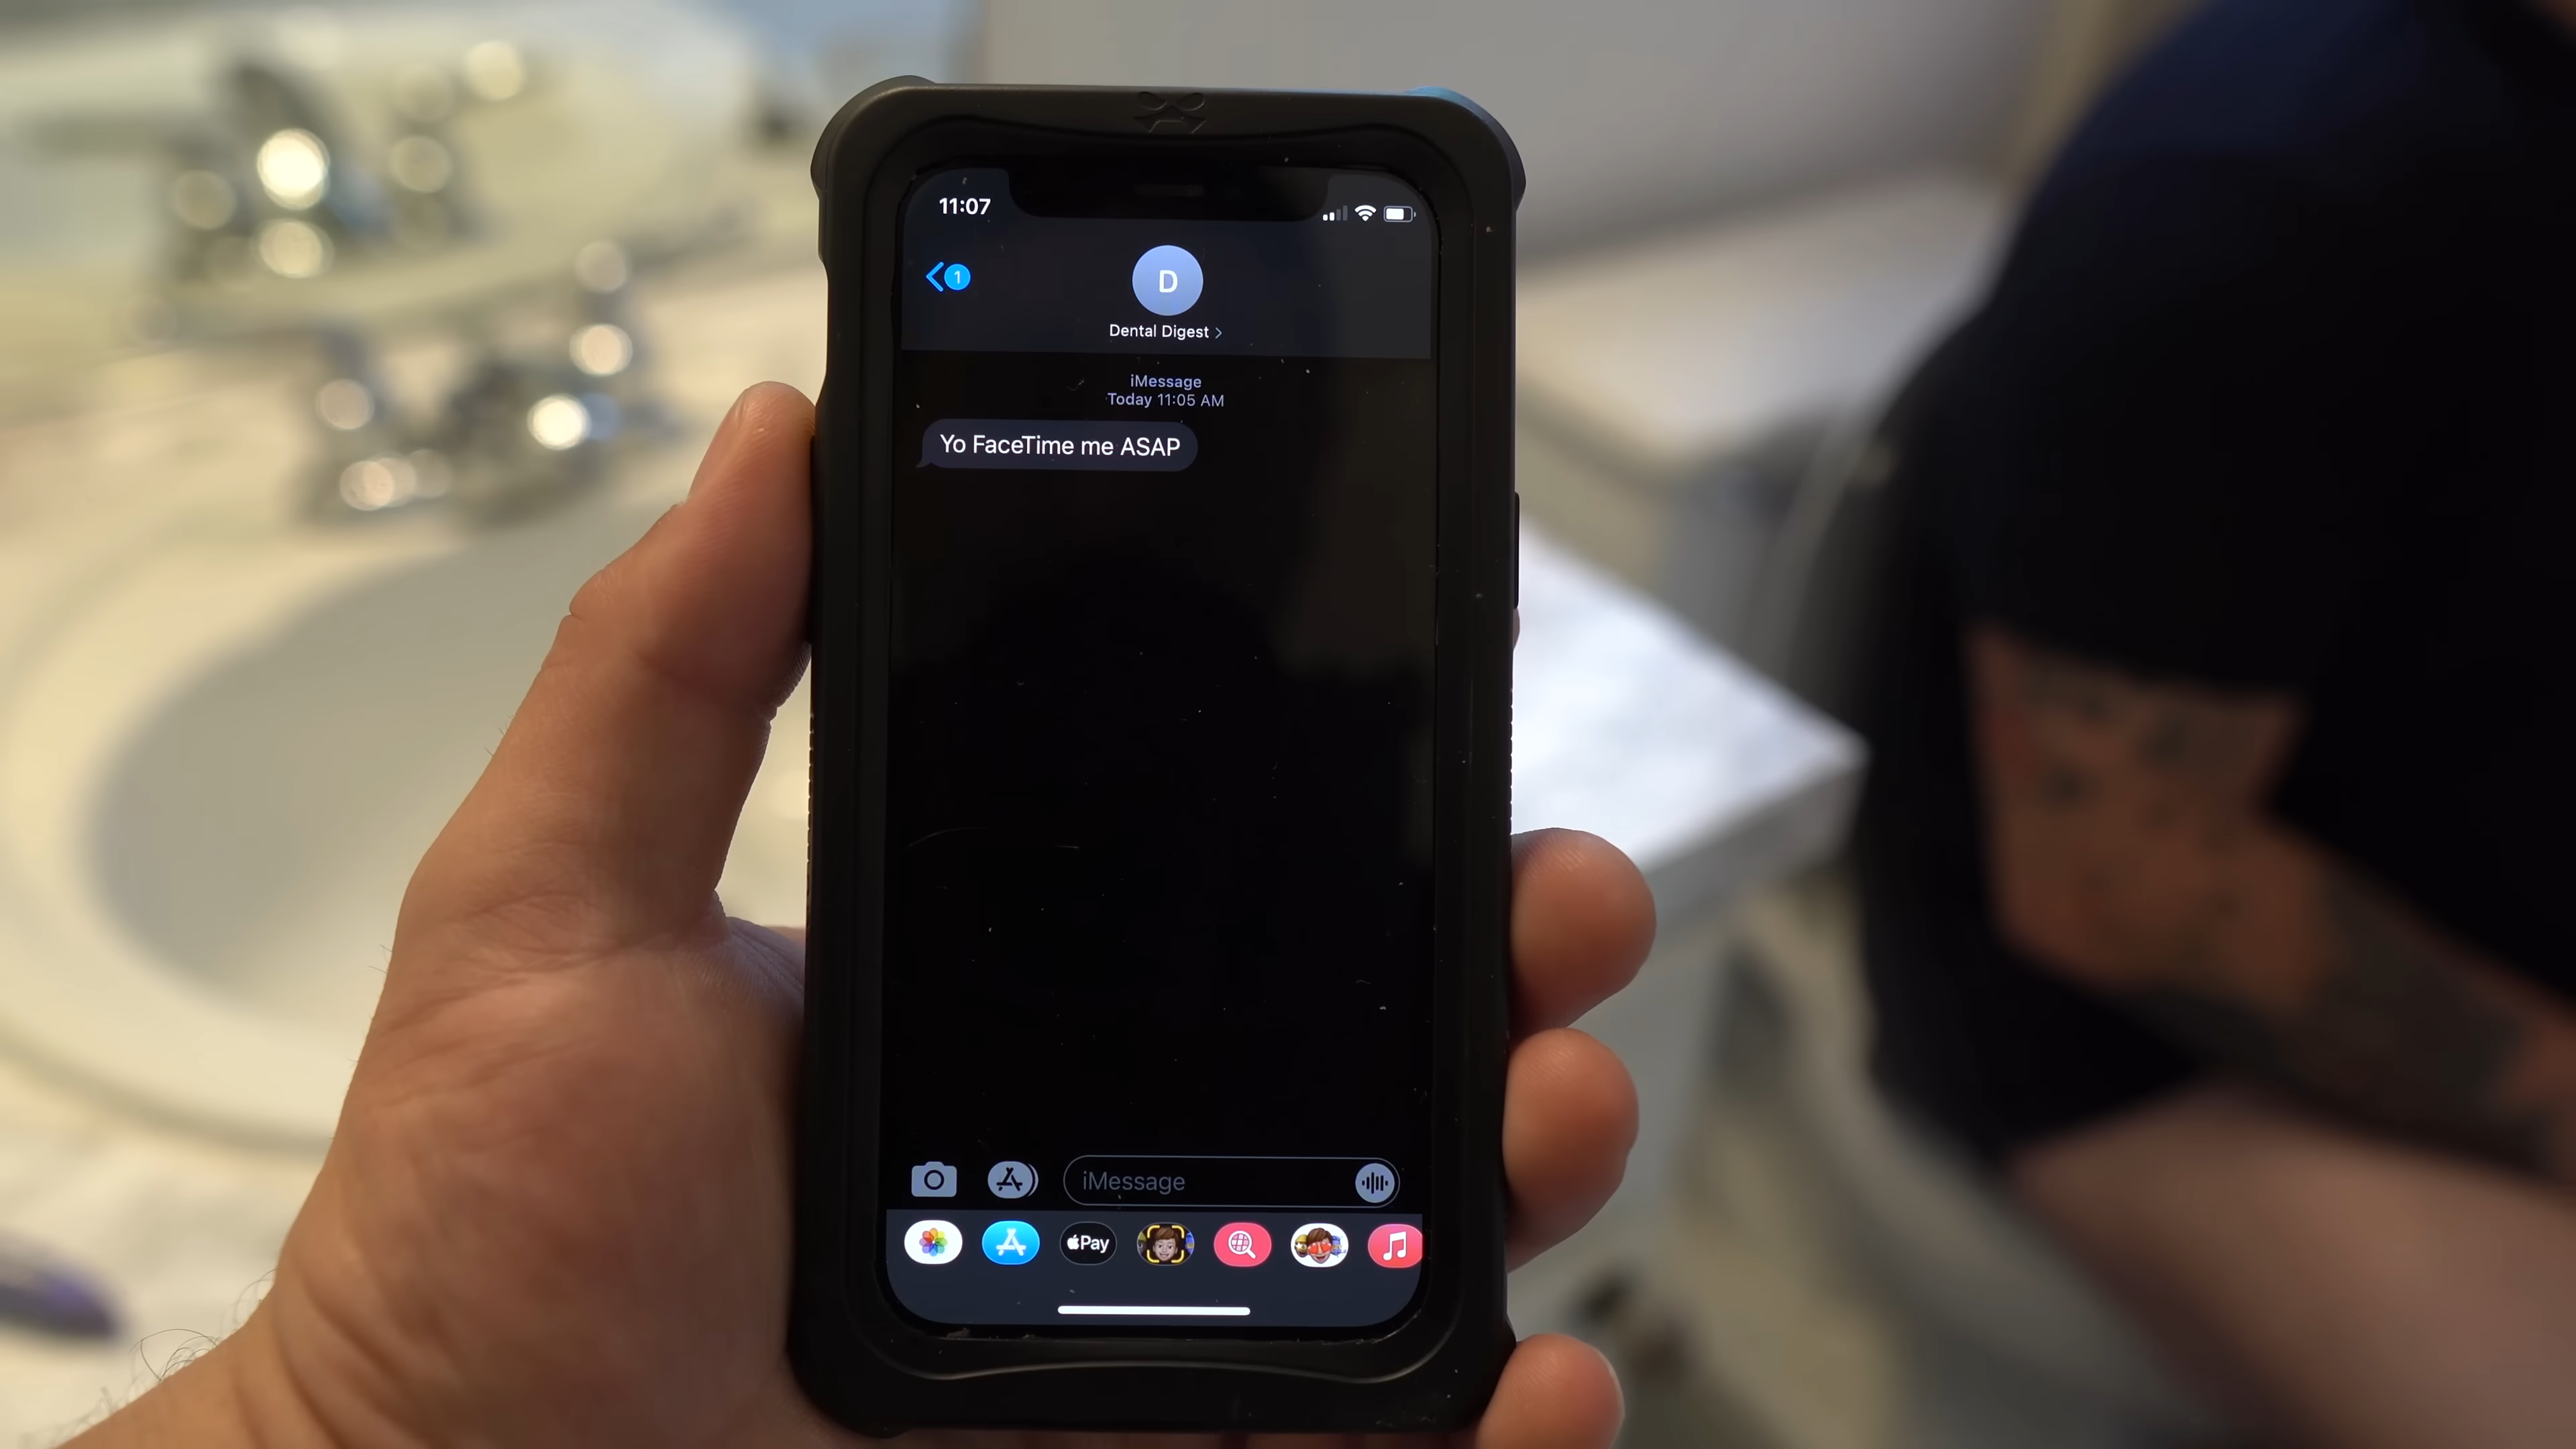 11:07
1
D
Dental Digest
iMessage
Today 11:05 AM
Yo FaceTime me ASAP
iMessage
Pay